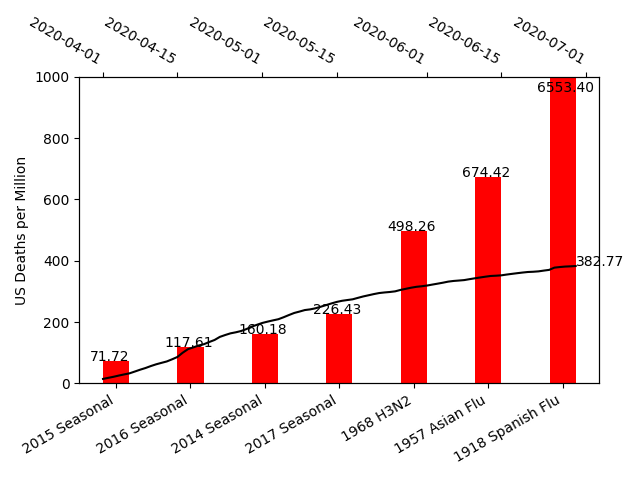 2020-04-01
2020-04-15
2020-05-01
2020-05-15
2020-06-01
2020-06-15
2020-07-01
US Deaths per Million
1000
800
600
400
200
0
71.72
117.61
160.18
226.43
498.26
674.42
6553.40
382.77
2015 Seasonal
2016 Seasonal
2014 Seasonal
2017 Seasonal
1968 H3N2
1957 Asian Flu
1918 Spanish Flu